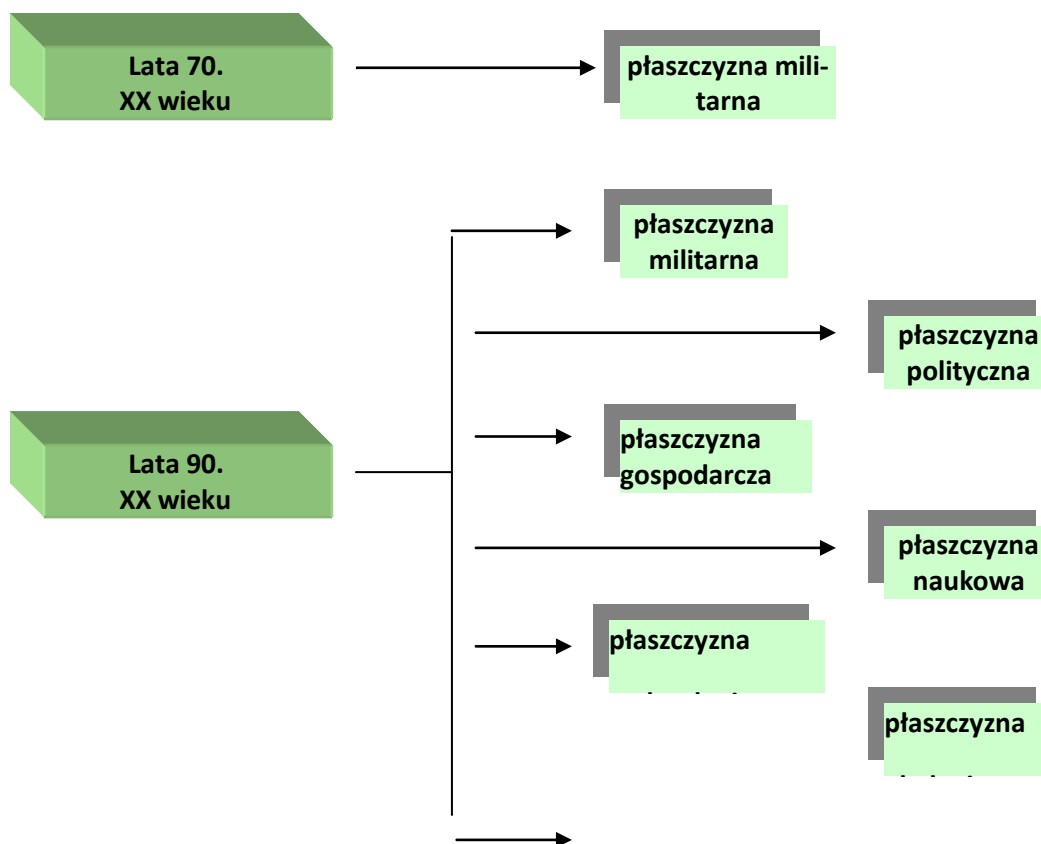 Lata 70.
XX wieku
płaszczyzna mili-
tarna
płaszczyzna
militarna
płaszczyzna
polityczna
Lata 90.
XX wieku
płaszczyzna
gospodarcza
płaszczyzna
naukowa
płaszczyzna
płaszczyzna